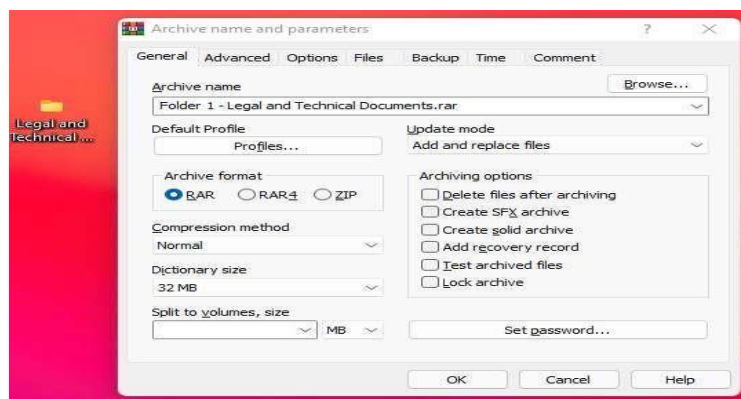 Archive name and parameters ? ×
General Advanced Options Files Backup Time Comment
Archive name Browse...
Folder 1 - Legal and Technical Documents.rar
Legal and
Technical ...
Default Profile Update mode
Profiles... Add and replace files
Archive format Archiving options
RAR RAR4 ZIP Delete files after archiving
Create SFX archive
Compression method Create solid archive
Normal Add recovery record
Dictionary size Test archived files
32 MB Lock archive
Split to volumes, size
MB Set password...
OK Cancel Help